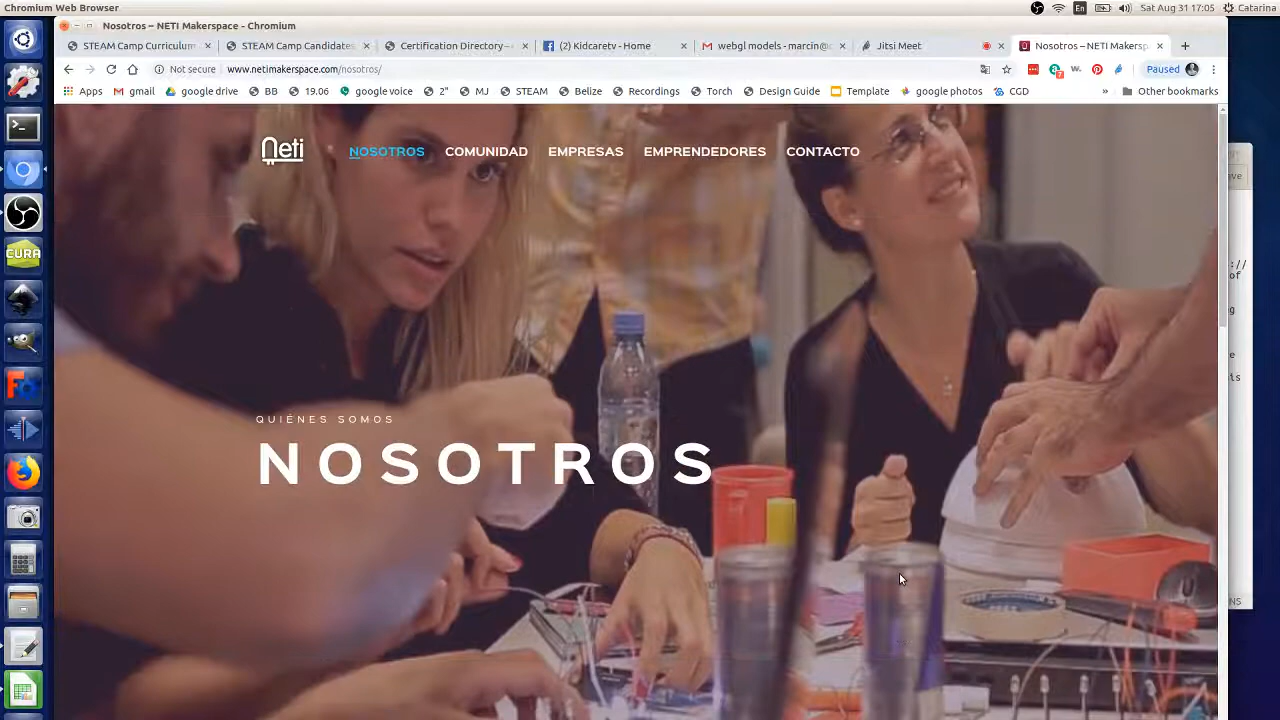 Chromium Web Browser
En
Sat Aug 31 17:05
Catarina
Nosotros – NETI Makerspace - Chromium
STEAM Camp Curriculum
STEAM Camp Candidates
Certification Directory –
(2) Kidcaretv - Home
webgl models - marcin@
Jitsi Meet
Nosotros – NETI Makersp
Not secure
www.netimakerspace.com/nosotros/
Paused
Apps
gmail
google drive
BB
19.06
google voice
2°
MJ
STEAM
Belize
Recordings
FI
Design Guide
Template
google photos
CGD
»
Other bookmarks
Neti
NOSOTROS
COMUNIDAD
EMPRESAS
EMPRENDEDORES
CONTACTO
QUIÉNES SOMOS
NOSOTROS
CURA